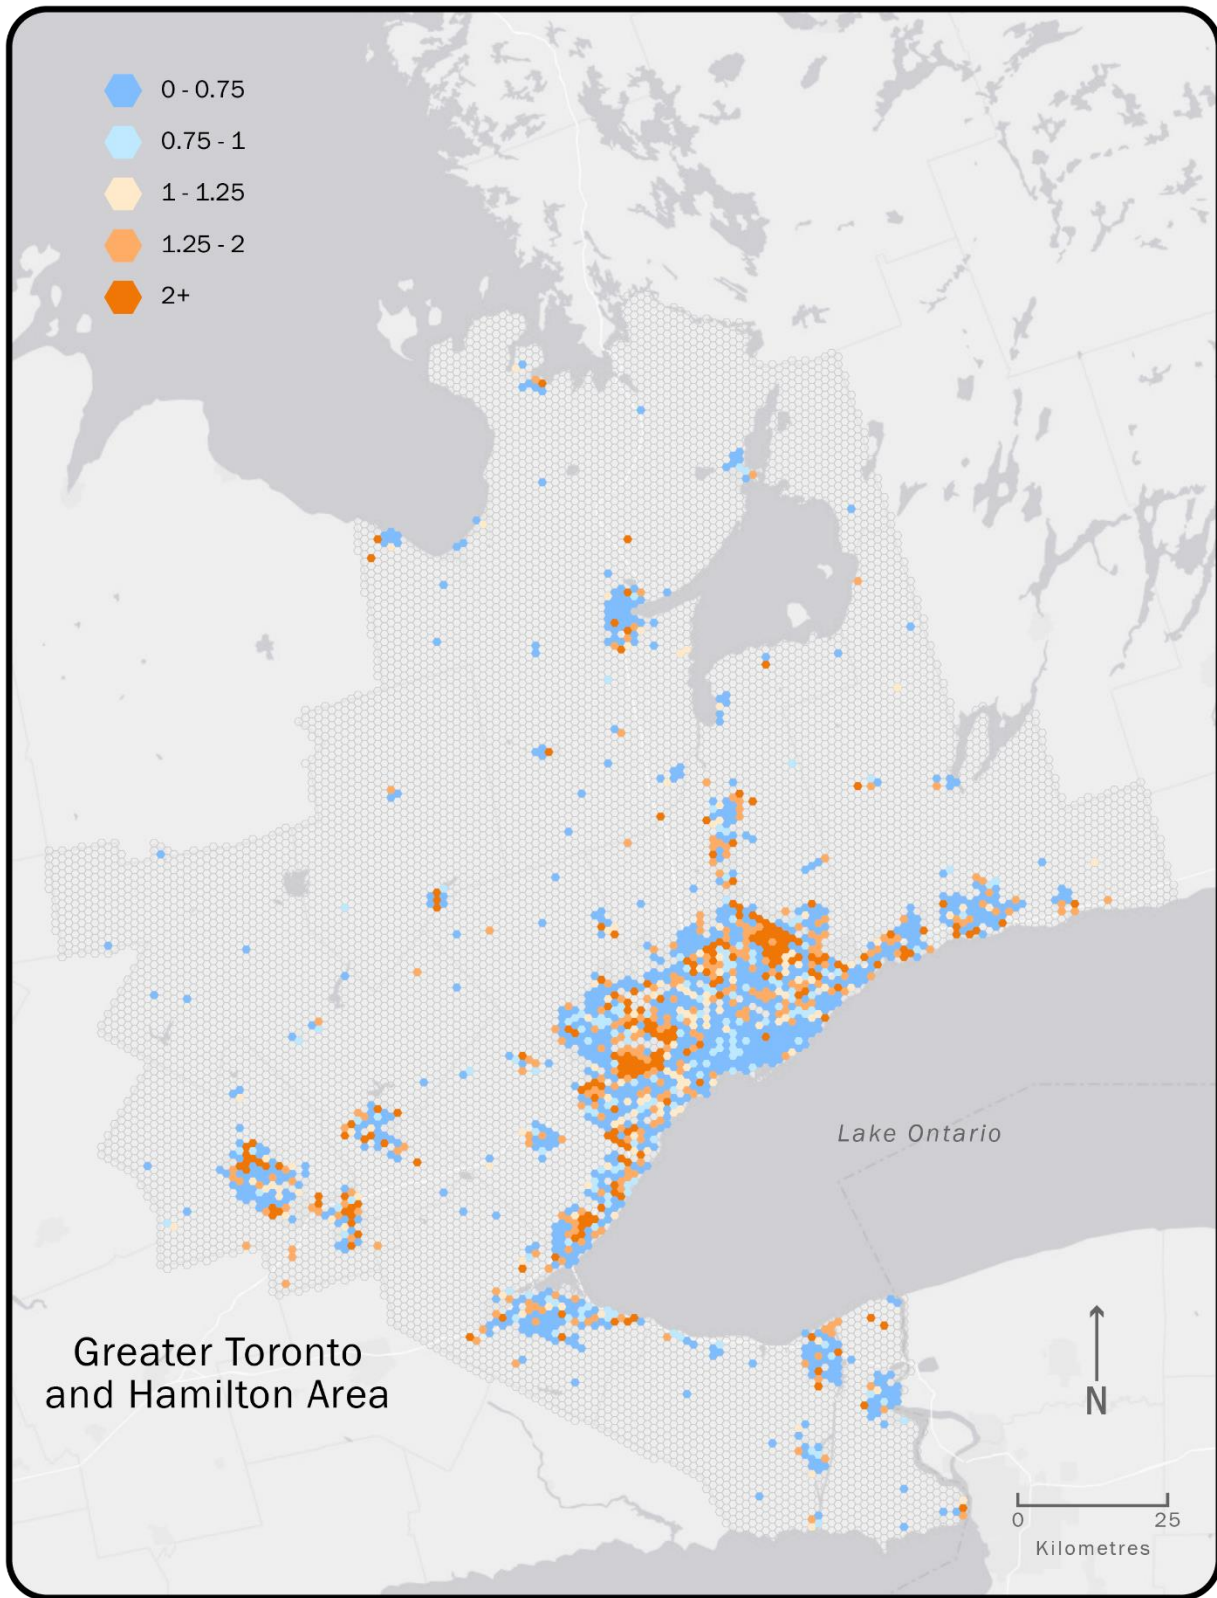 0 - 0.75
0.75 - 1
1 - 1.25
1.25 - 2
2+
Lake Ontario
Greater Toronto
and Hamilton Area
N
0 25
Kilometres